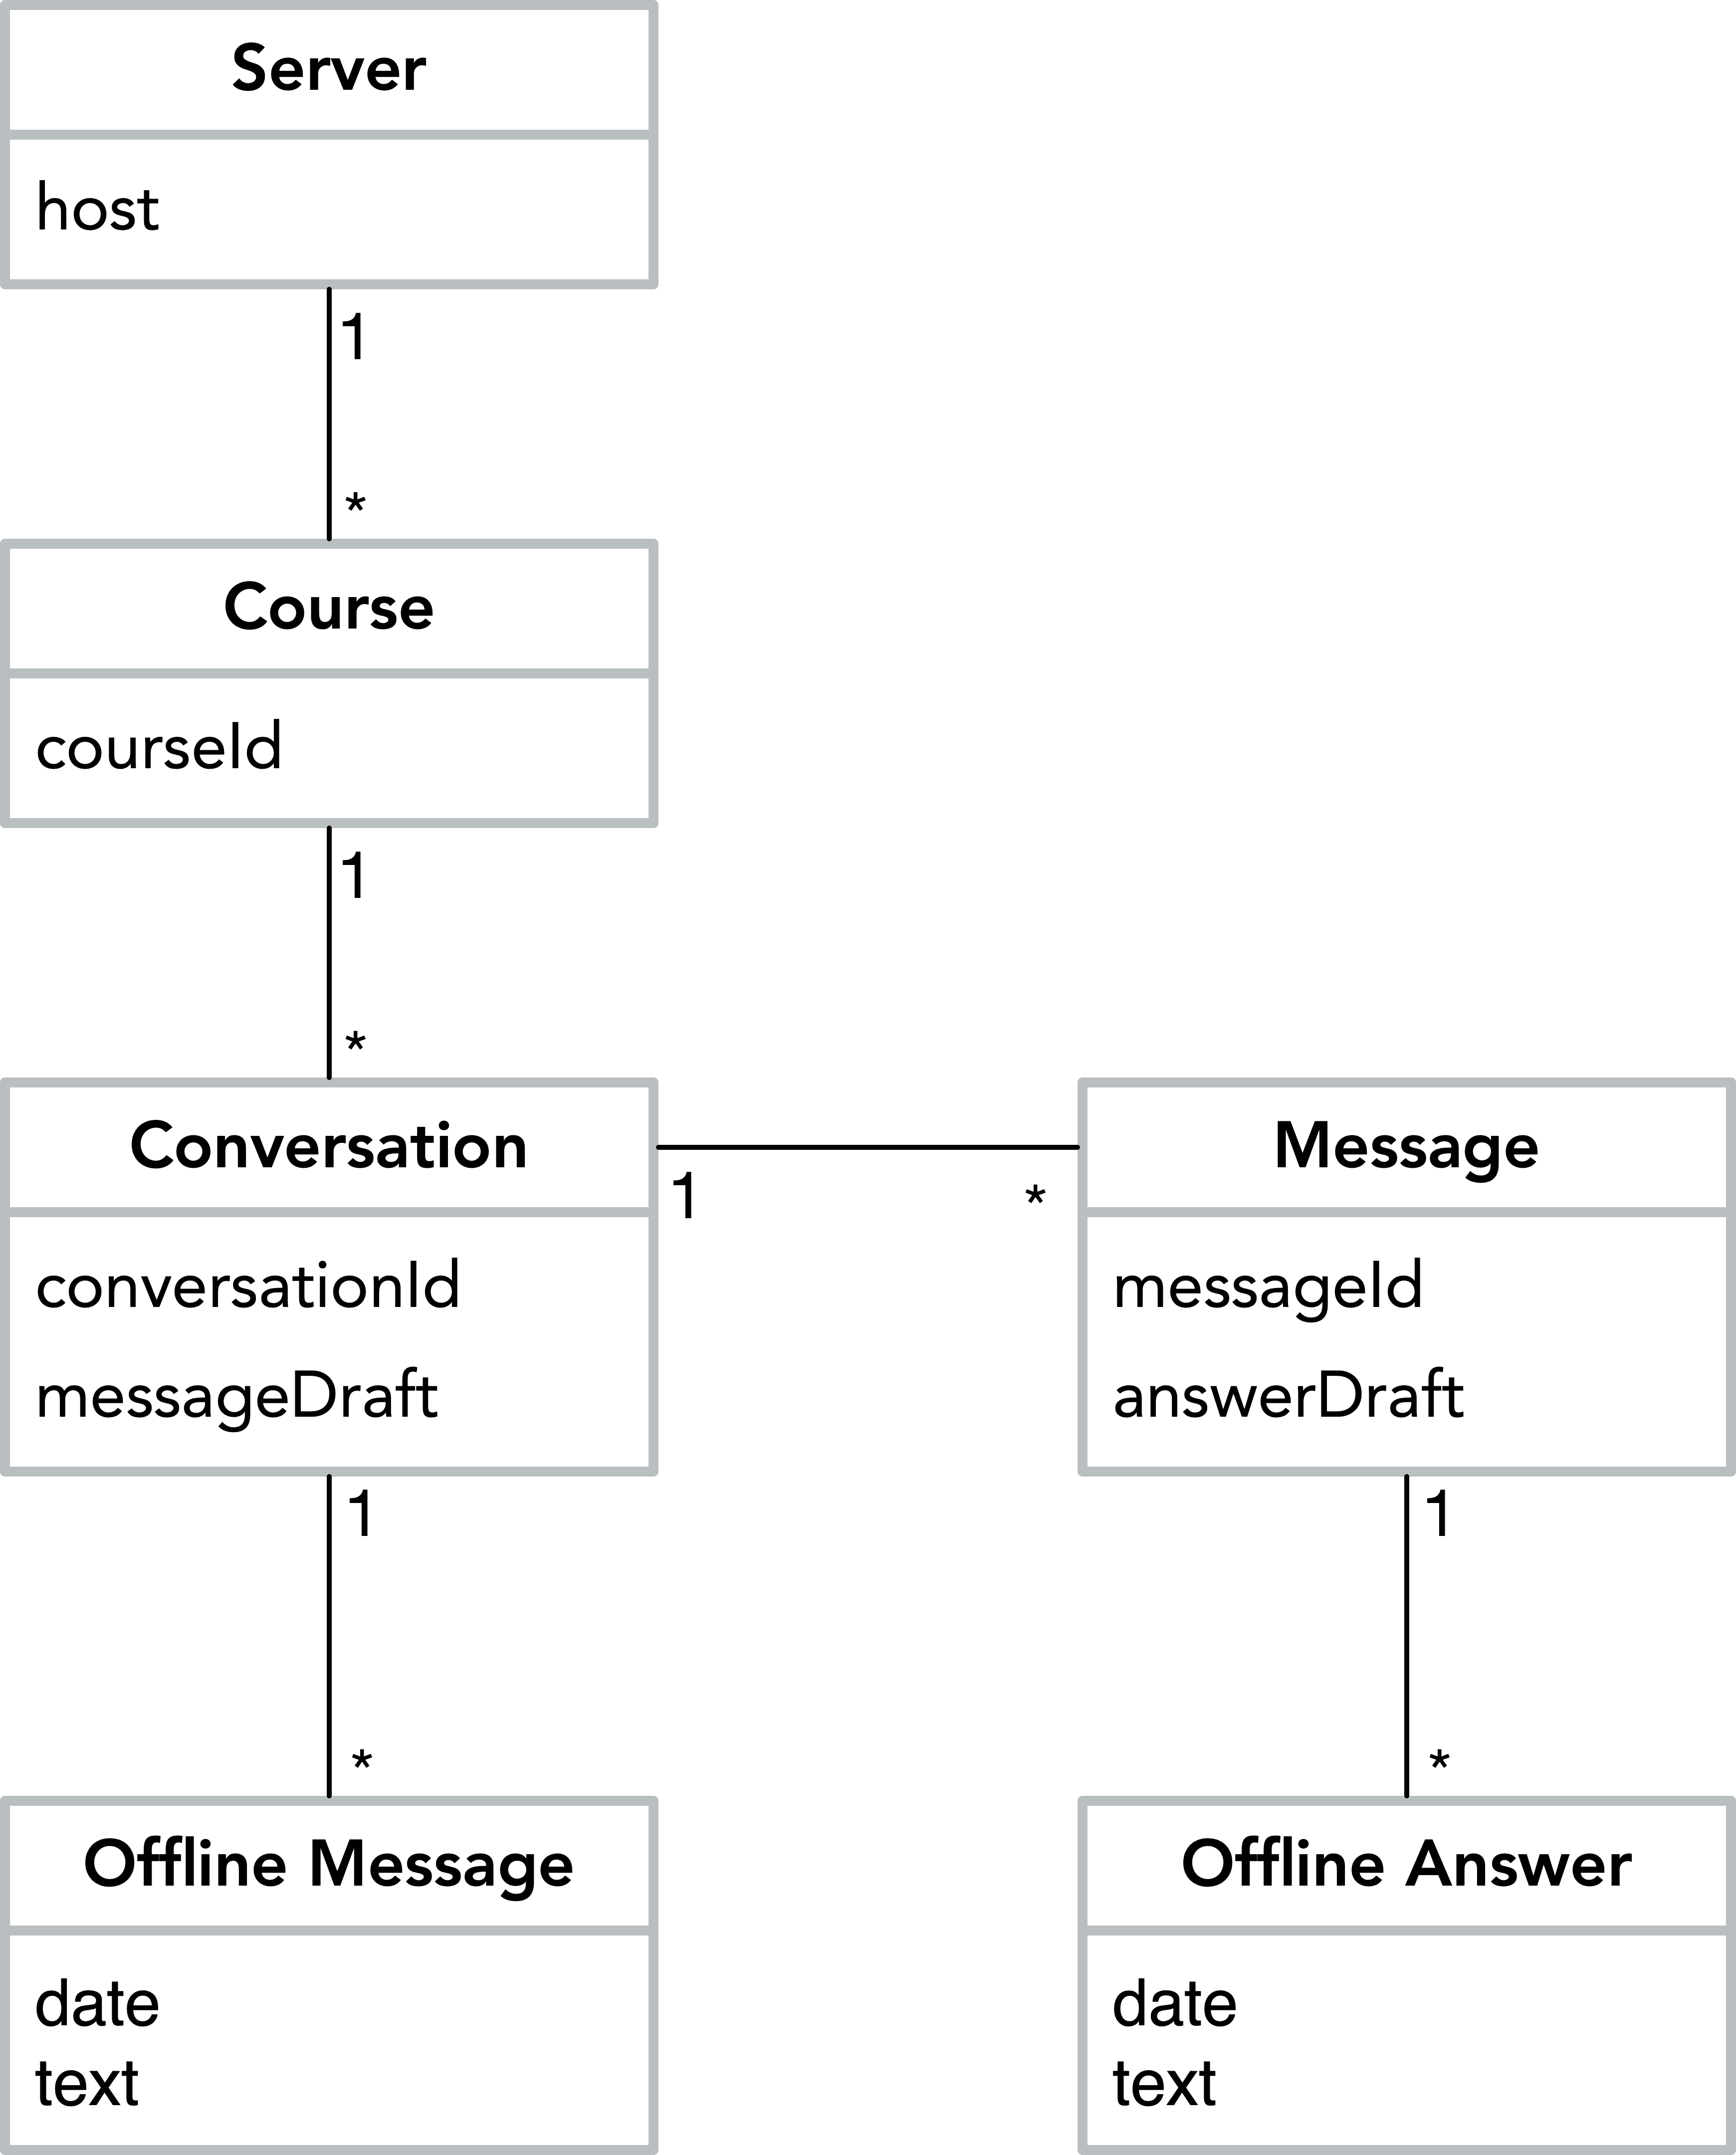 Server
host
1
*
Course
courseId
1
*
Conversation
conversationId
messageDraft
1
*
Message
messageId
answerDraft
1
*
Offline Message
date
text
1
*
Offline Answer
date
text